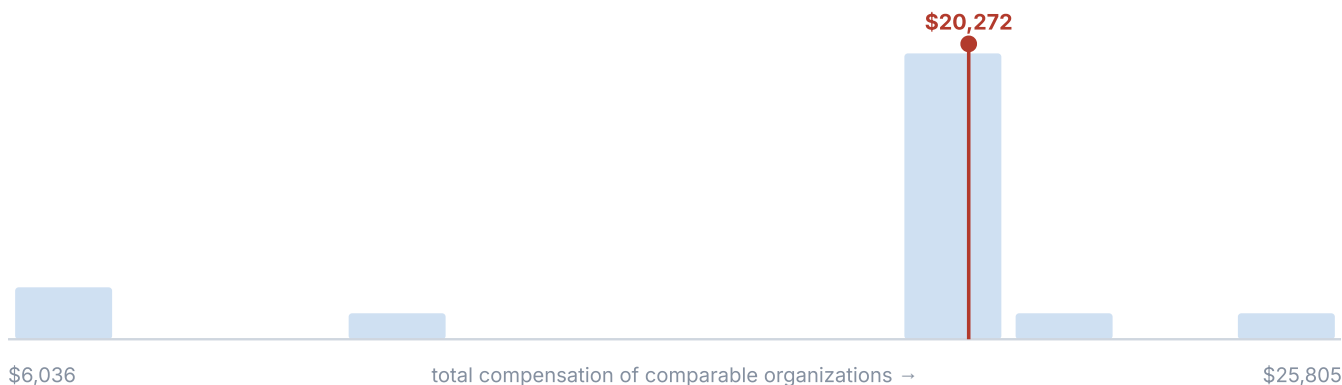 $20,272
$6,036 total compensation of comparable organizations → $25,805